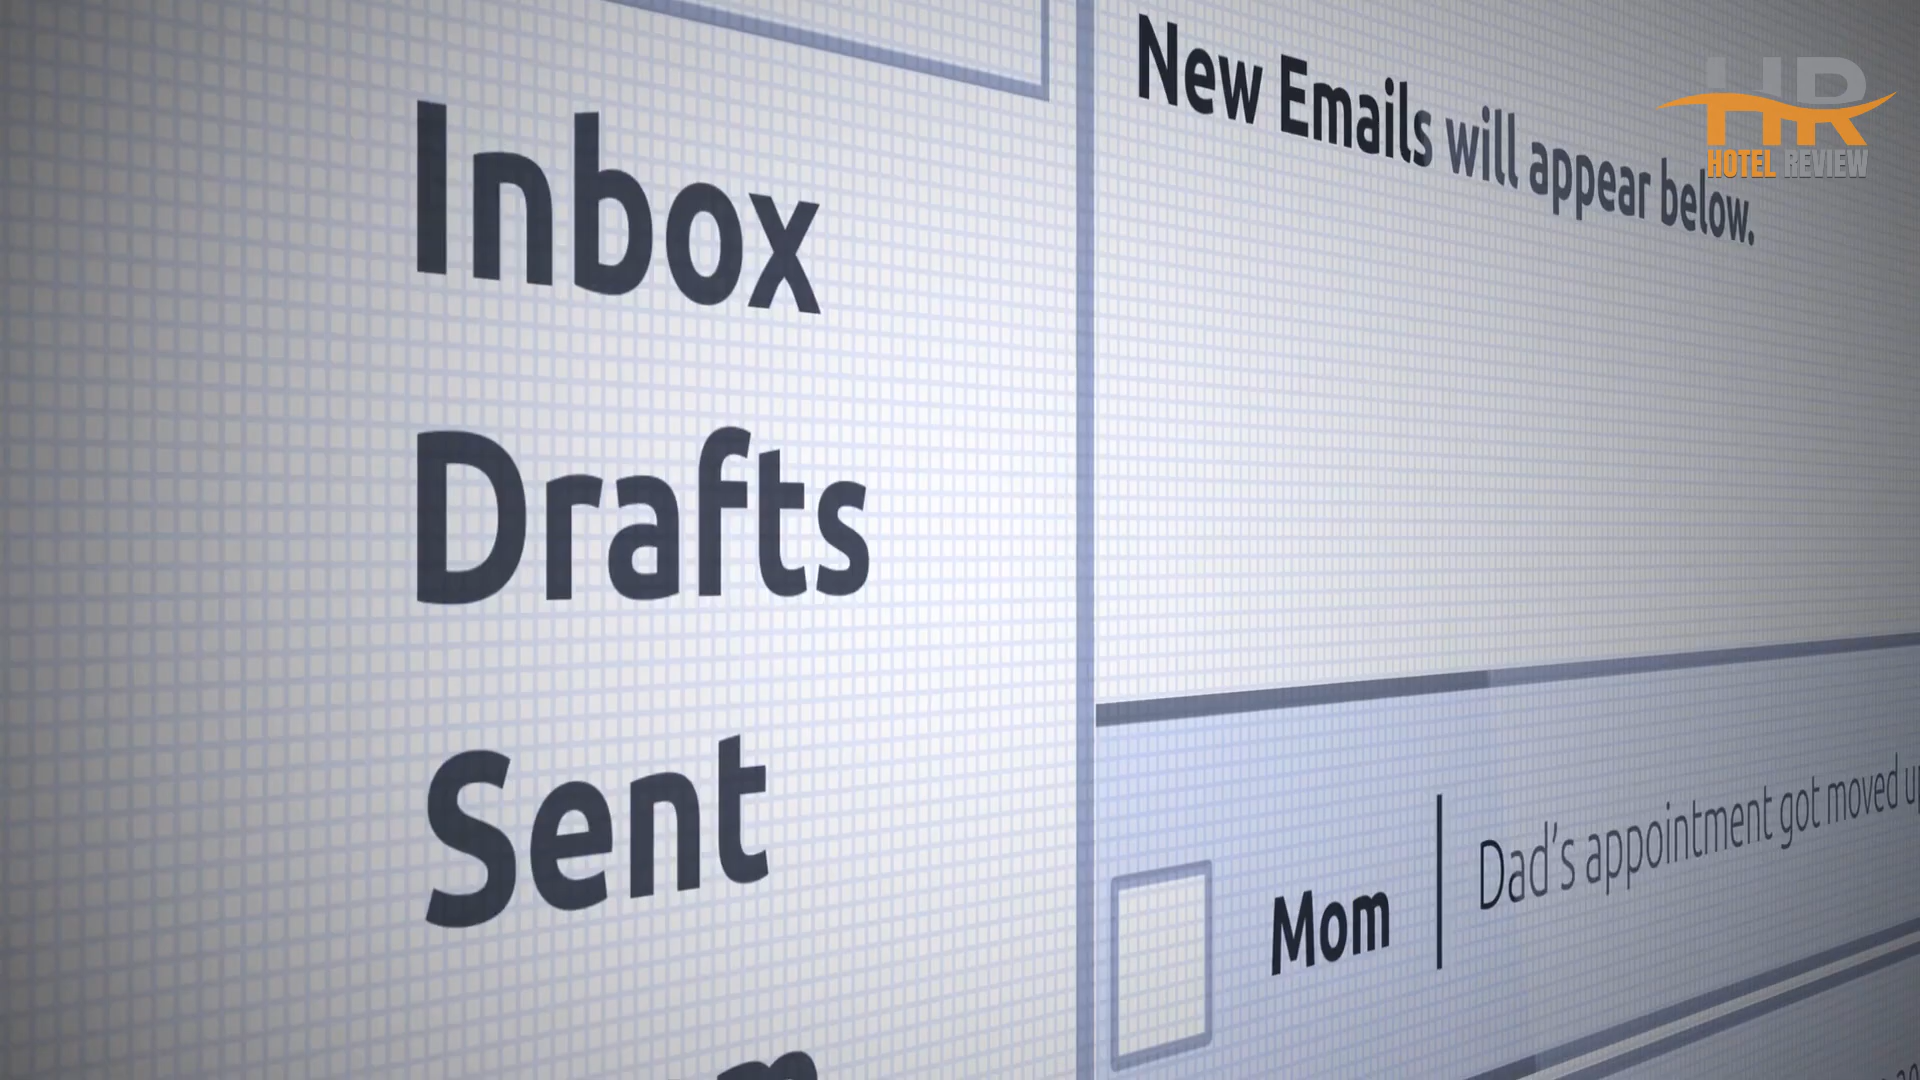 Inbox
Drafts
Sent
New Emails will appear below.
HR
HOTEL REVIEW
Mom
Dad's appointment got moved